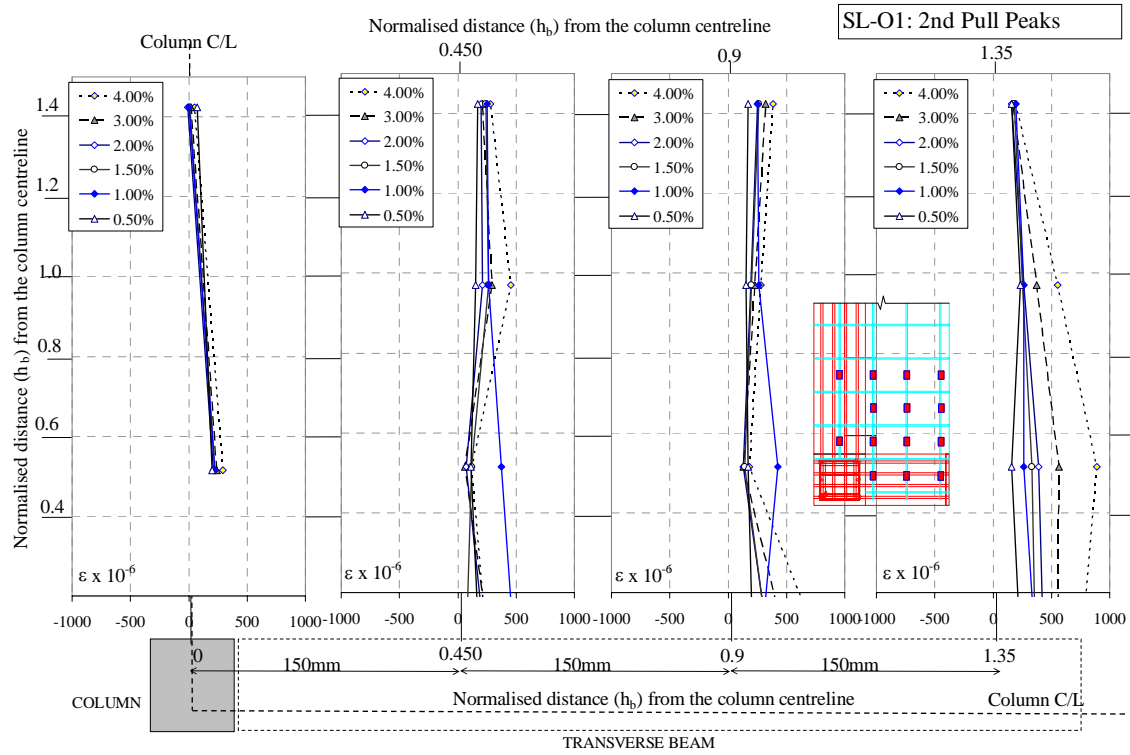 SL-O1: 2nd Pull Peaks
Normalised distance (hb) from the column centreline
Column C/L
0.450
0.9
1.35
4.00%
3.00%
2.00%
1.50%
1.00%
0.50%
4.00%
3.00%
2.00%
1.50%
1.00%
0.50%
4.00%
3.00%
2.00%
1.50%
1.00%
0.50%
4.00%
3.00%
2.00%
1.50%
1.00%
0.50%
Normalised distance (hb) from the column centreline
1.4
1.2
1.0
0.8
0.6
0.4
ε x 10-6
ε x 10-6
ε x 10-6
ε x 10-6
-1000 -500 0 500 1000
-1000 -500 0 500 1000
-1000 -500 0 500 1000
-1000 -500 0 500 1000
0 0.450 0.9 1.35
150mm 150mm 150mm
COLUMN
Normalised distance (hb) from the column centreline
Column C/L
TRANSVERSE BEAM